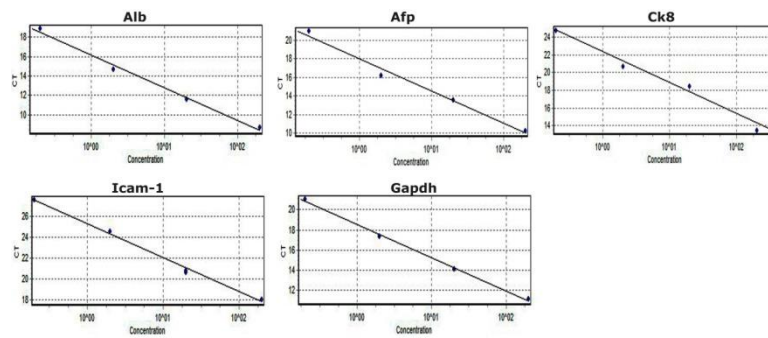 Alb
Afp
Ck8
18
16
14
12
10
CT
10^00
10^01
10^02
Concentration
20
18
16
14
12
10
CT
10^00
10^01
10^02
Concentration
24
22
20
18
16
14
CT
10^00
10^01
10^02
Concentration
Icam-1
Gapdh
26
24
22
20
18
CT
10^00
10^01
10^02
Concentration
20
18
16
14
12
CT
10^00
10^01
10^02
Concentration